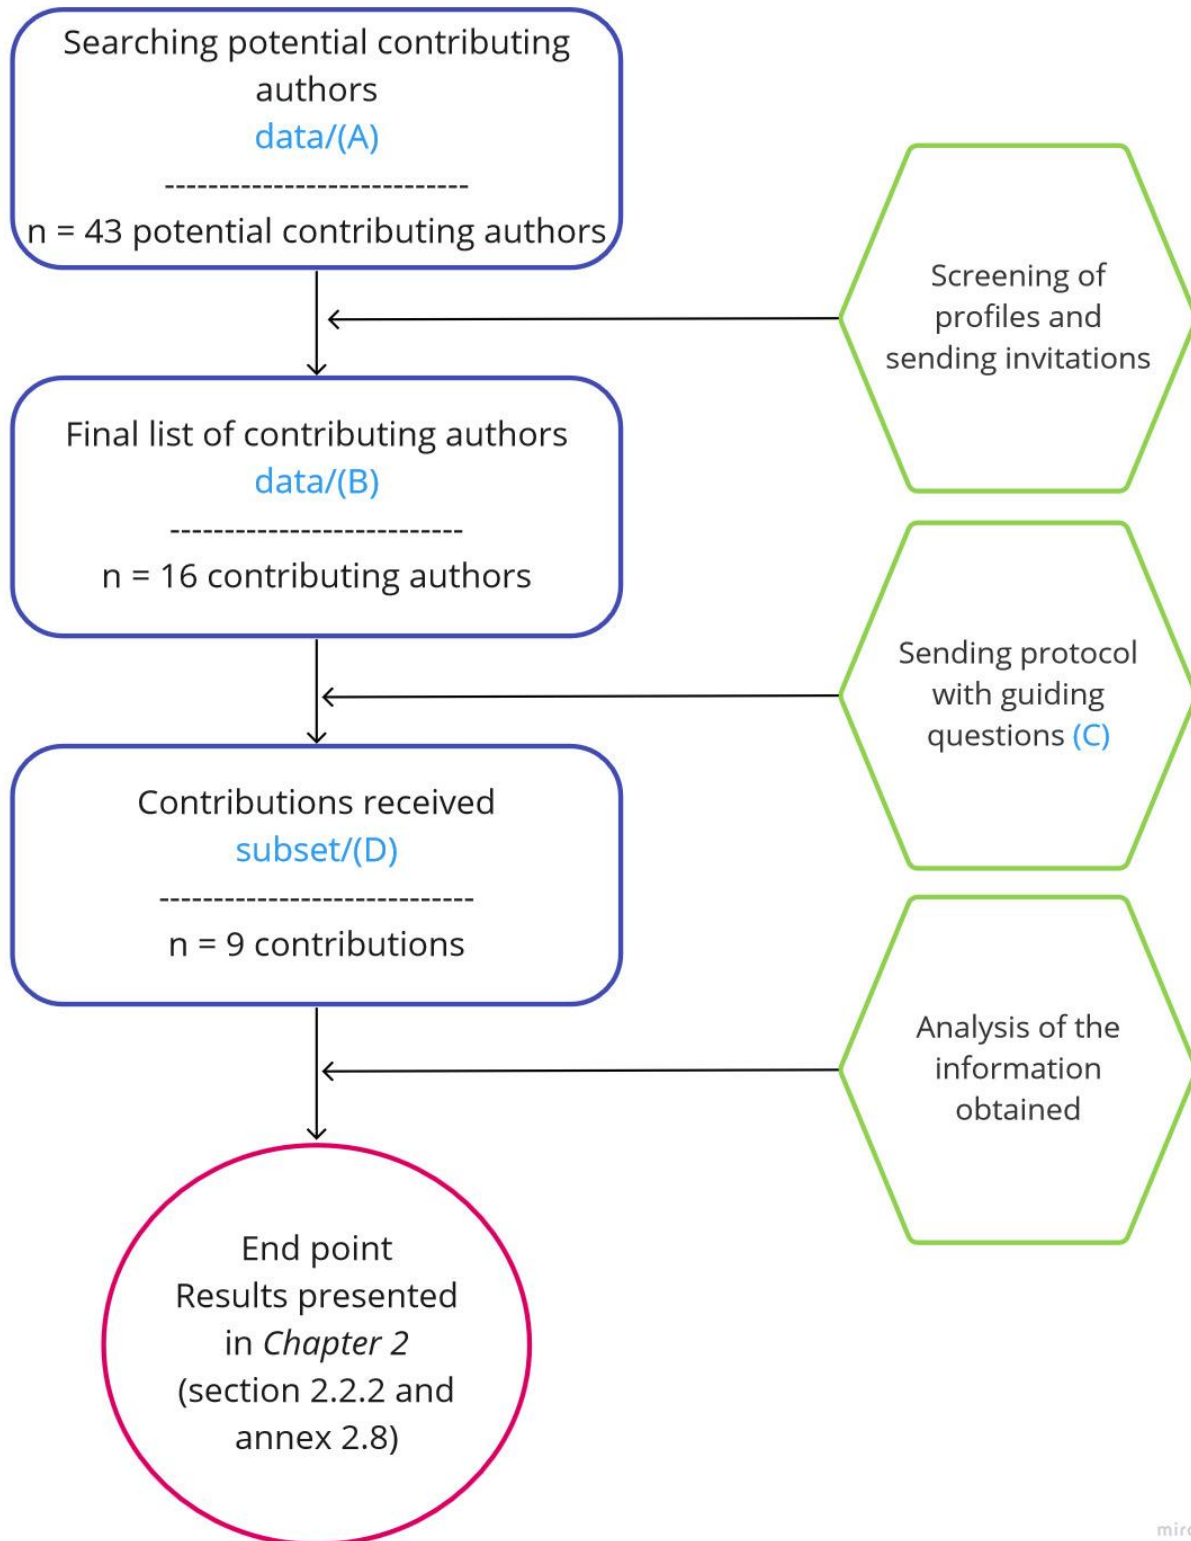 Searching potential contributing
authors
data/(A)
----------------------------
n = 43 potential contributing authors
Screening of
profiles and
sending invitations
Final list of contributing authors
data/(B)
---------------------------
n = 16 contributing authors
Sending protocol
with guiding
questions (C)
Contributions received
subset/(D)
-----------------------------
n = 9 contributions
Analysis of the
information
obtained
End point
Results presented
in Chapter 2
(section 2.2.2 and
annex 2.8)